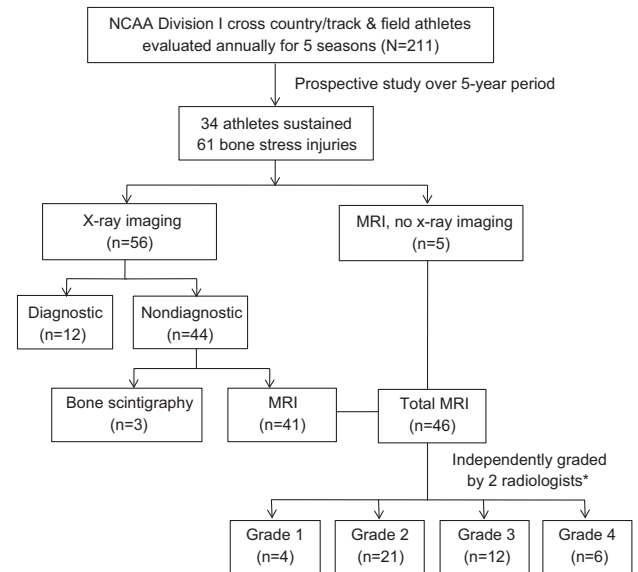 NCAA Division I cross country/track & field athletes
evaluated annually for 5 seasons (N=211)
Prospective study over 5-year period
34 athletes sustained
61 bone stress injuries
X-ray imaging
(n=56)
MRI, no x-ray imaging
(n=5)
Diagnostic
(n=12)
Nondiagnostic
(n=44)
Bone scintigraphy
(n=3)
MRI
(n=41)
Total MRI
(n=46)
Independently graded
by 2 radiologists*
Grade 1
(n=4)
Grade 2
(n=21)
Grade 3
(n=12)
Grade 4
(n=6)